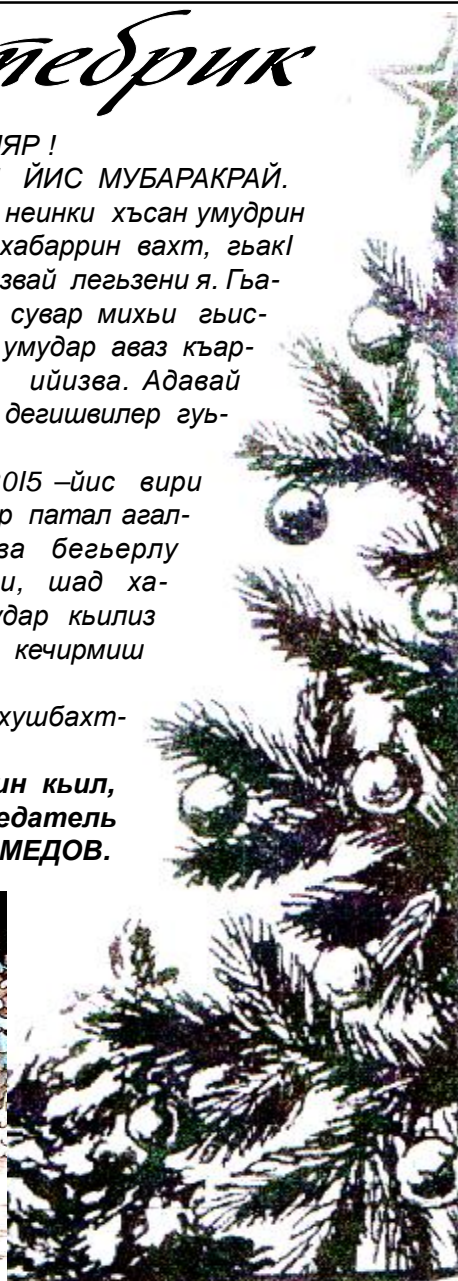 тебрик
ЯР !
ЙИС МУБАРАКРАЙ.
неинки хъсан умудрин
хабаррин вахт, гьакӀ
звай легьзени я. Гьа-
сувар михьи гьис-
умудар аваз къар-
ийизва. Адавай
дегишвилер гуь-
2015 –йис вири
р патал агал-
ва бегьерлу
и, шад ха-
удар кьилиз
кечирмиш
хушбахт-
ин кьил,
едатель
МЕДОВ.